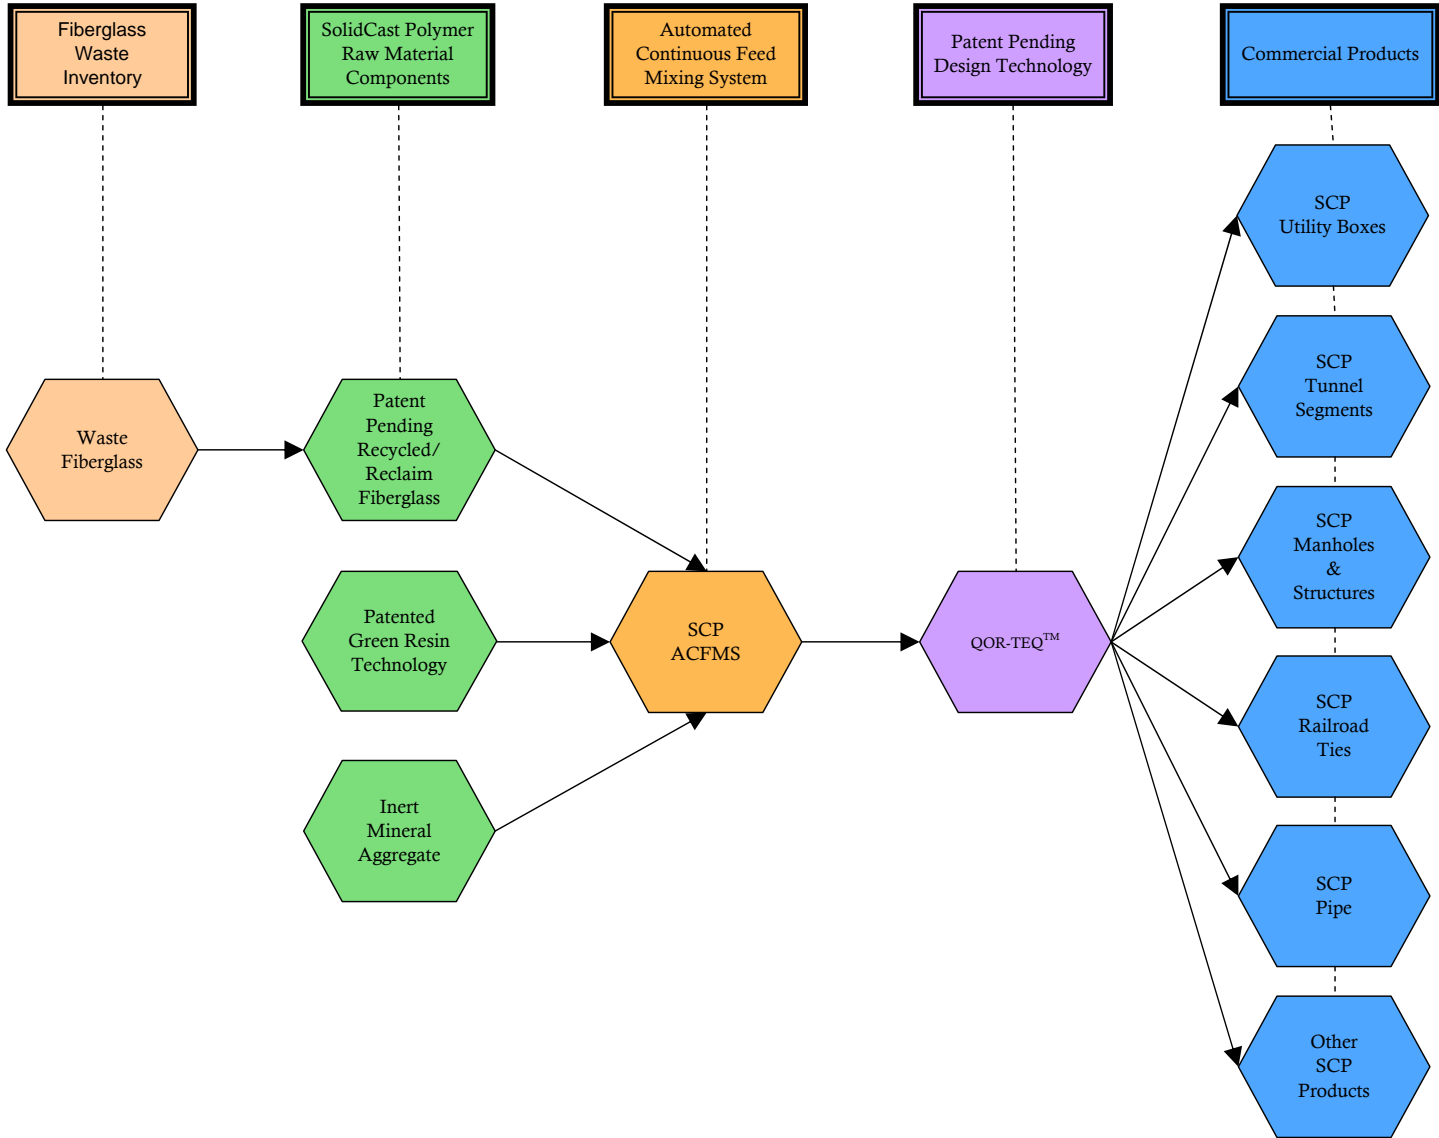 Fiberglass
Waste
Inventory
SolidCast Polymer
Raw Material
Components
Automated
Continuous Feed
Mixing System
Patent Pending
Design Technology
Commercial Products
Waste
Fiberglass
Patent
Pending
Recycled/
Reclaim
Fiberglass
Patented
Green Resin
Technology
Inert
Mineral
Aggregate
SCP
ACFMS
QOR-TEQ™
SCP
Utility Boxes
SCP
Tunnel
Segments
SCP
Manholes
&
Structures
SCP
Railroad
Ties
SCP
Pipe
Other
SCP
Products